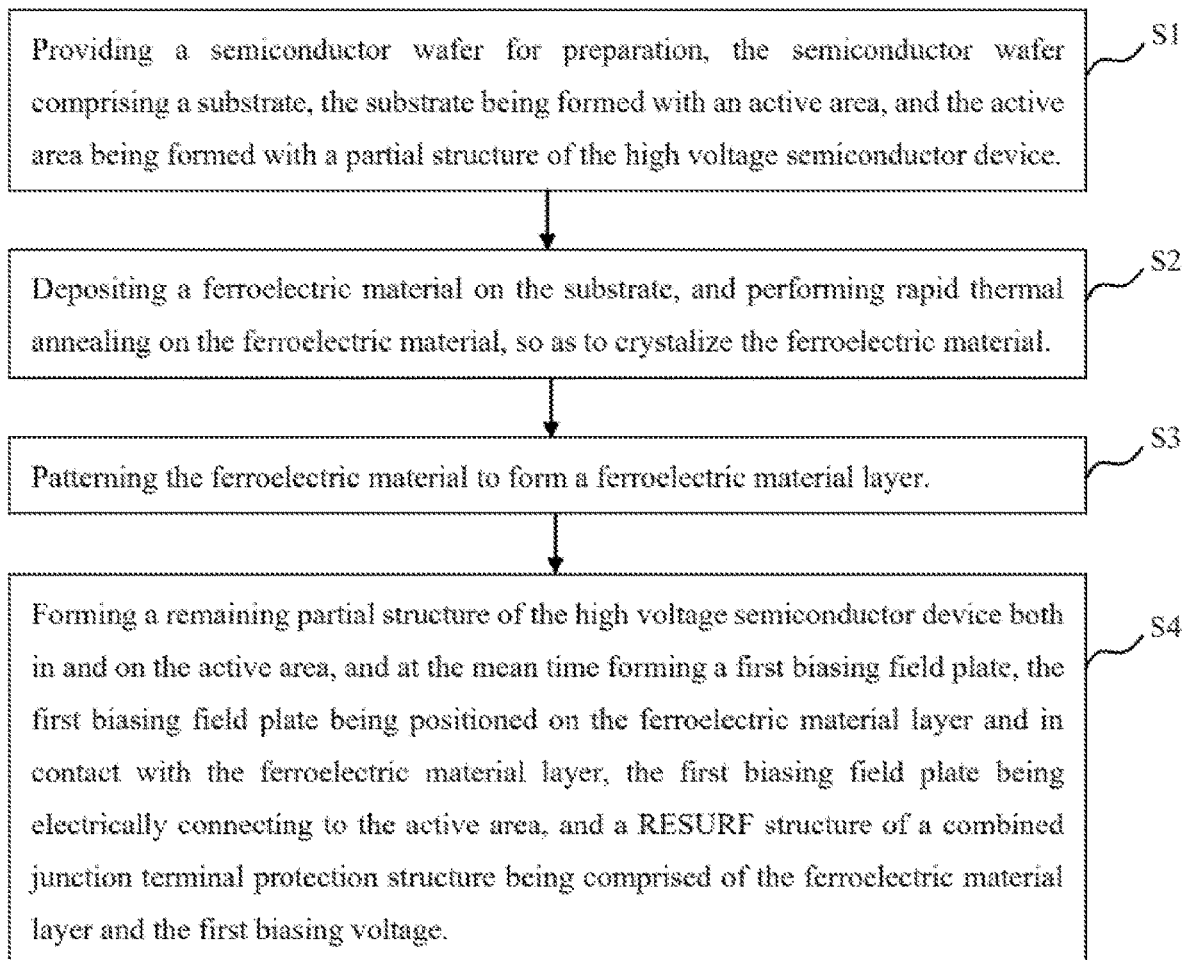 Providing a semiconductor wafer for preparation, the semiconductor wafer
S1
comprising a substrate, the substrate being formed with an active area, and the active
area being formed with a partial structure of the high voltage semiconductor device.
S2
Depositing a ferroelectric material on the substrate, and performing rapid thermal
annealing on the ferroelectric material, so as to crystalize the ferroelectric material.
S3
Patterning the ferroelectric material to form a ferroelectric material layer.
Forming a remaining partial structure of the high voltage semiconductor device both
S4
in and on the active area, and at the mean time forming a first biasing field plate, the
first biasing field plate being positioned on the ferroelectric material layer and in
contact with the ferroelectric material layer, the first biasing field plate being
electrically connecting to the active area, and a RESURF structure of a combined
junction terminal protection structure being comprised of the ferroelectric material
layer and the first biasing voltage.